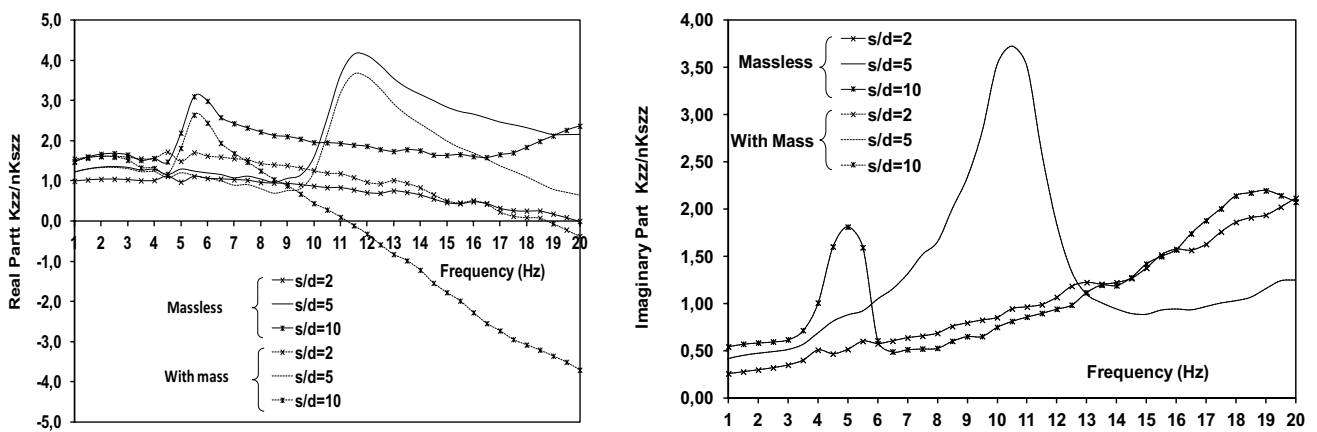 5,0
4,0
3,0
2,0
1,0
0,0
-1,0
-2,0
-3,0
-4,0
-5,0
Real Partt Kzz/nKszz
1 2 3 4 5 6 7 8 9 10 11 12 13 14 15 16 17 18 19 20
Frequency (Hz)
Massless
s/d=2
s/d=5
s/d=10
With mass
s/d=2
s/d=5
s/d=10
4,00
3,50
3,00
2,50
2,00
1,50
1,00
0,50
0,00
Imaginary Part Kzz/nKszz
Massless
s/d=2
s/d=5
s/d=10
With Mass
s/d=2
s/d=5
s/d=10
Frequency (Hz)
1 2 3 4 5 6 7 8 9 10 11 12 13 14 15 16 17 18 19 20